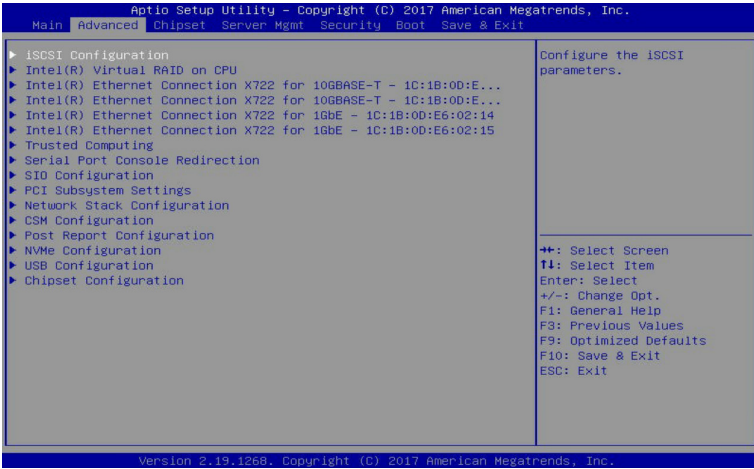 Aptio Setup Utility – Copyright (C) 2017 American Megatrends, Inc.
Main Advanced Chipset Server Mgmt Security Boot Save & Exit
▶ iSCSI Configuration
▶ Intel(R) Virtual RAID on CPU
▶ Intel(R) Ethernet Connection X722 for 10GBASE-T – 1C:1B:0D:E...
▶ Intel(R) Ethernet Connection X722 for 10GBASE-T – 1C:1B:0D:E...
▶ Intel(R) Ethernet Connection X722 for 1GbE – 1C:1B:0D:E6:02:14
▶ Intel(R) Ethernet Connection X722 for 1GbE – 1C:1B:0D:E6:02:15
▶ Trusted Computing
▶ Serial Port Console Redirection
▶ SIO Configuration
▶ PCI Subsystem Settings
▶ Network Stack Configuration
▶ CSM Configuration
▶ Post Report Configuration
▶ NVMe Configuration
▶ USB Configuration
▶ Chipset Configuration
Configure the iSCSI
parameters.
→←: Select Screen
↑↓: Select Item
Enter: Select
+/-: Change Opt.
F1: General Help
F3: Previous Values
F9: Optimized Defaults
F10: Save & Exit
ESC: Exit
Version 2.19.1268. Copyright (C) 2017 American Megatrends, Inc.